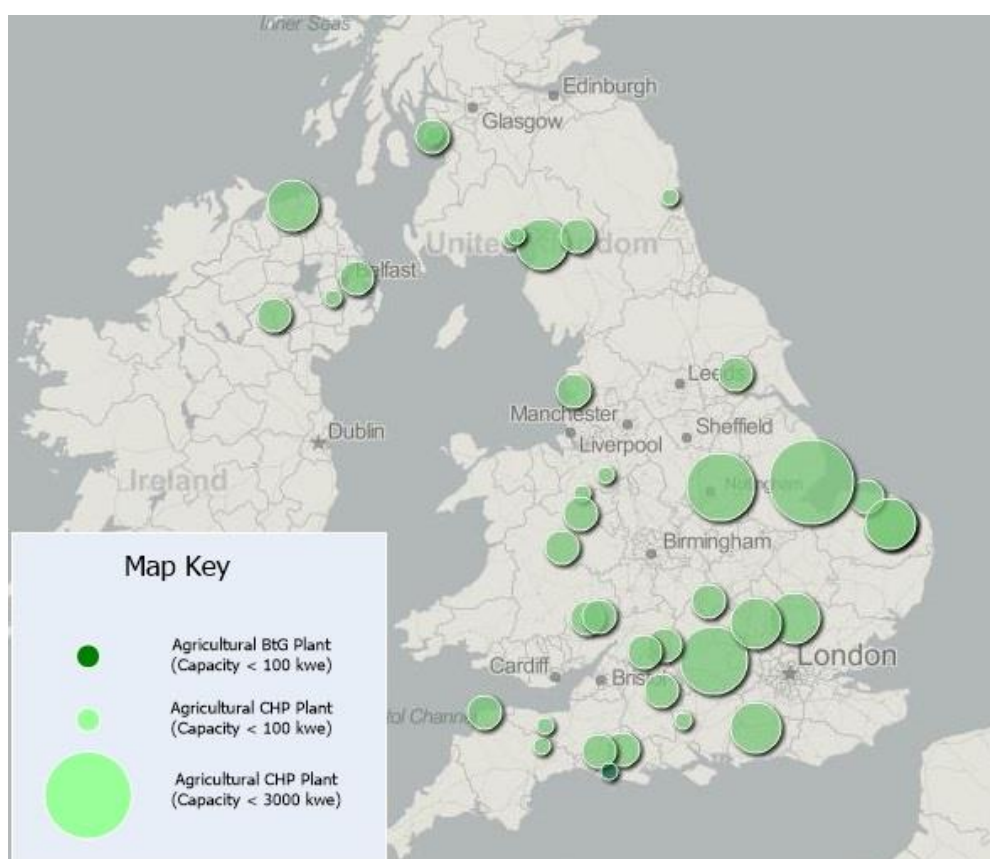 Inner Seas
Edinburgh
Glasgow
United Kingdom
Belfast
Leeds
Manchester
Sheffield
Dublin
Liverpool
Ireland
Nottingham
Birmingham
Map Key
Agricultural BtG Plant
(Capacity < 100 kwe)
London
Cardiff
Bristol
Agricultural CHP Plant
(Capacity < 100 kwe)
tol Channel
Agricultural CHP Plant
(Capacity < 3000 kwe)